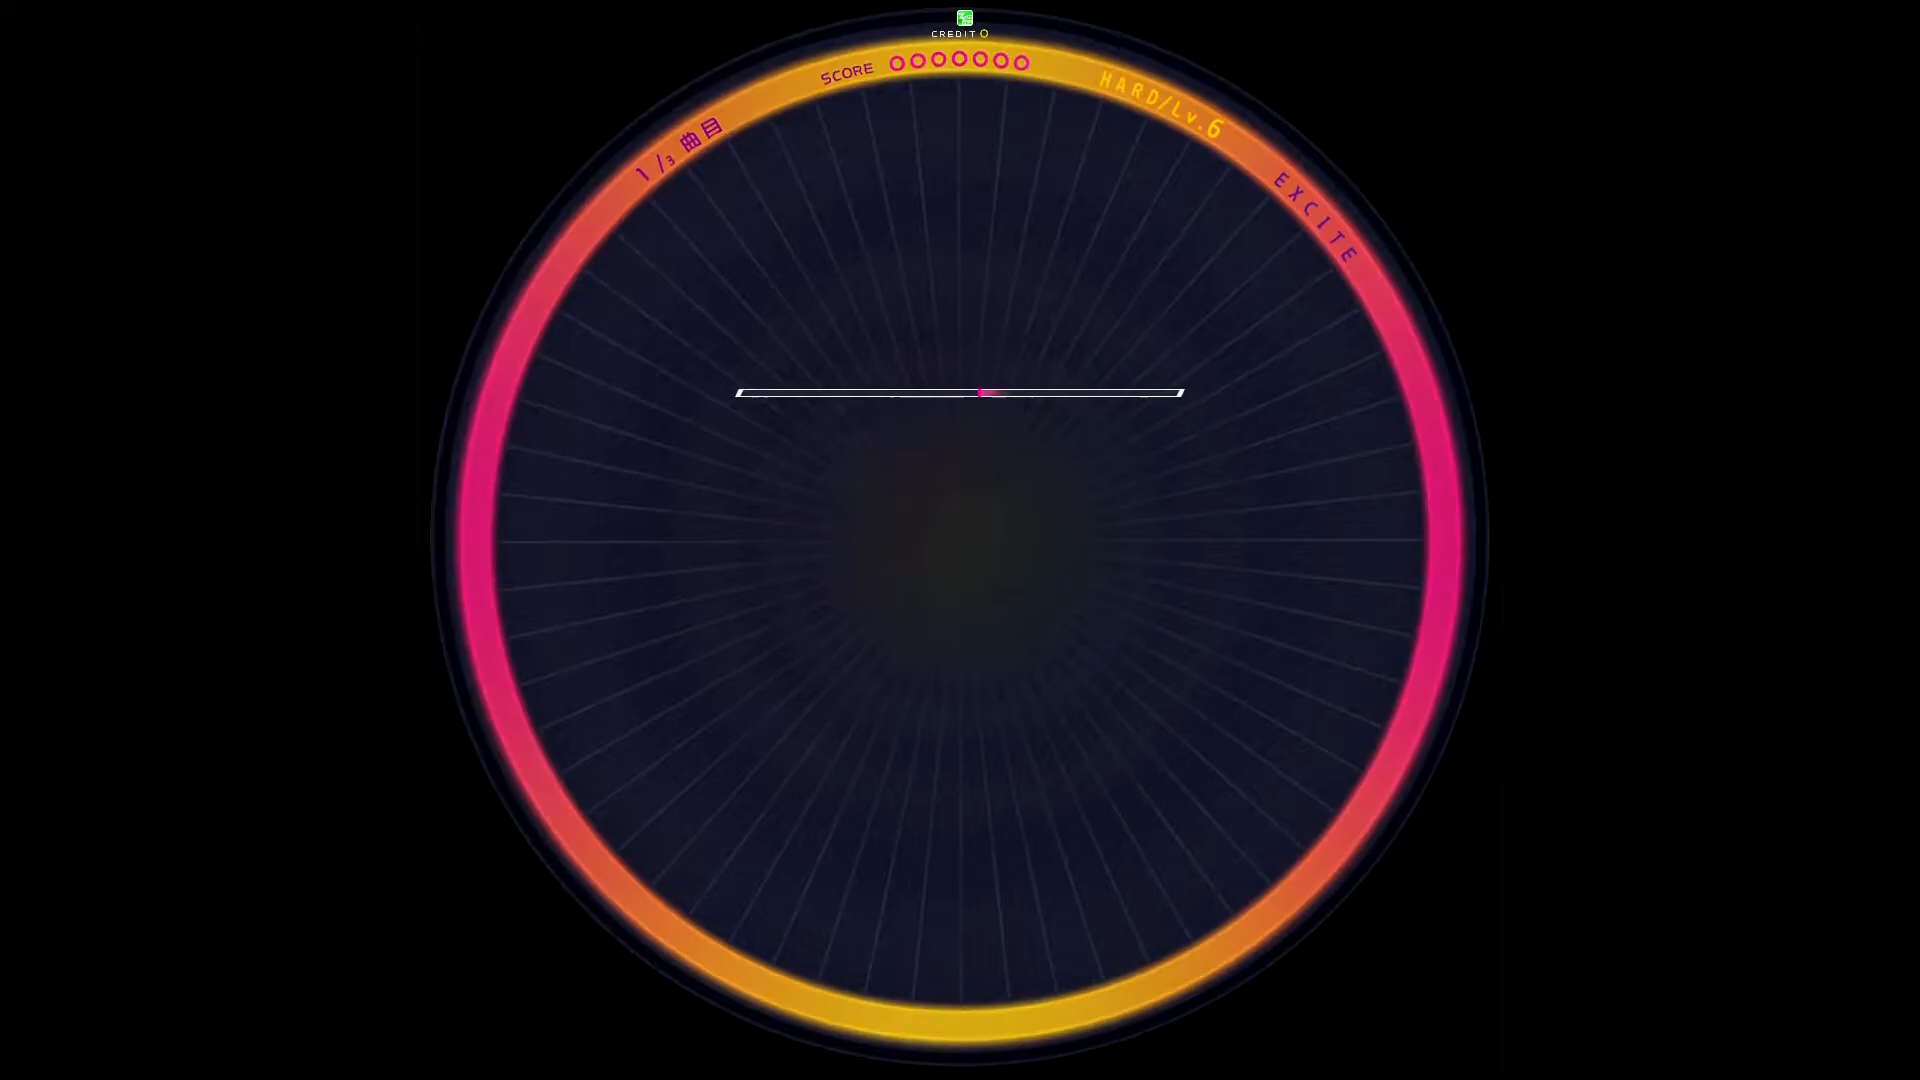 CREDIT 0
1/3 曲目
SCORE 0000000
HARD/Lv.6
EXCITE